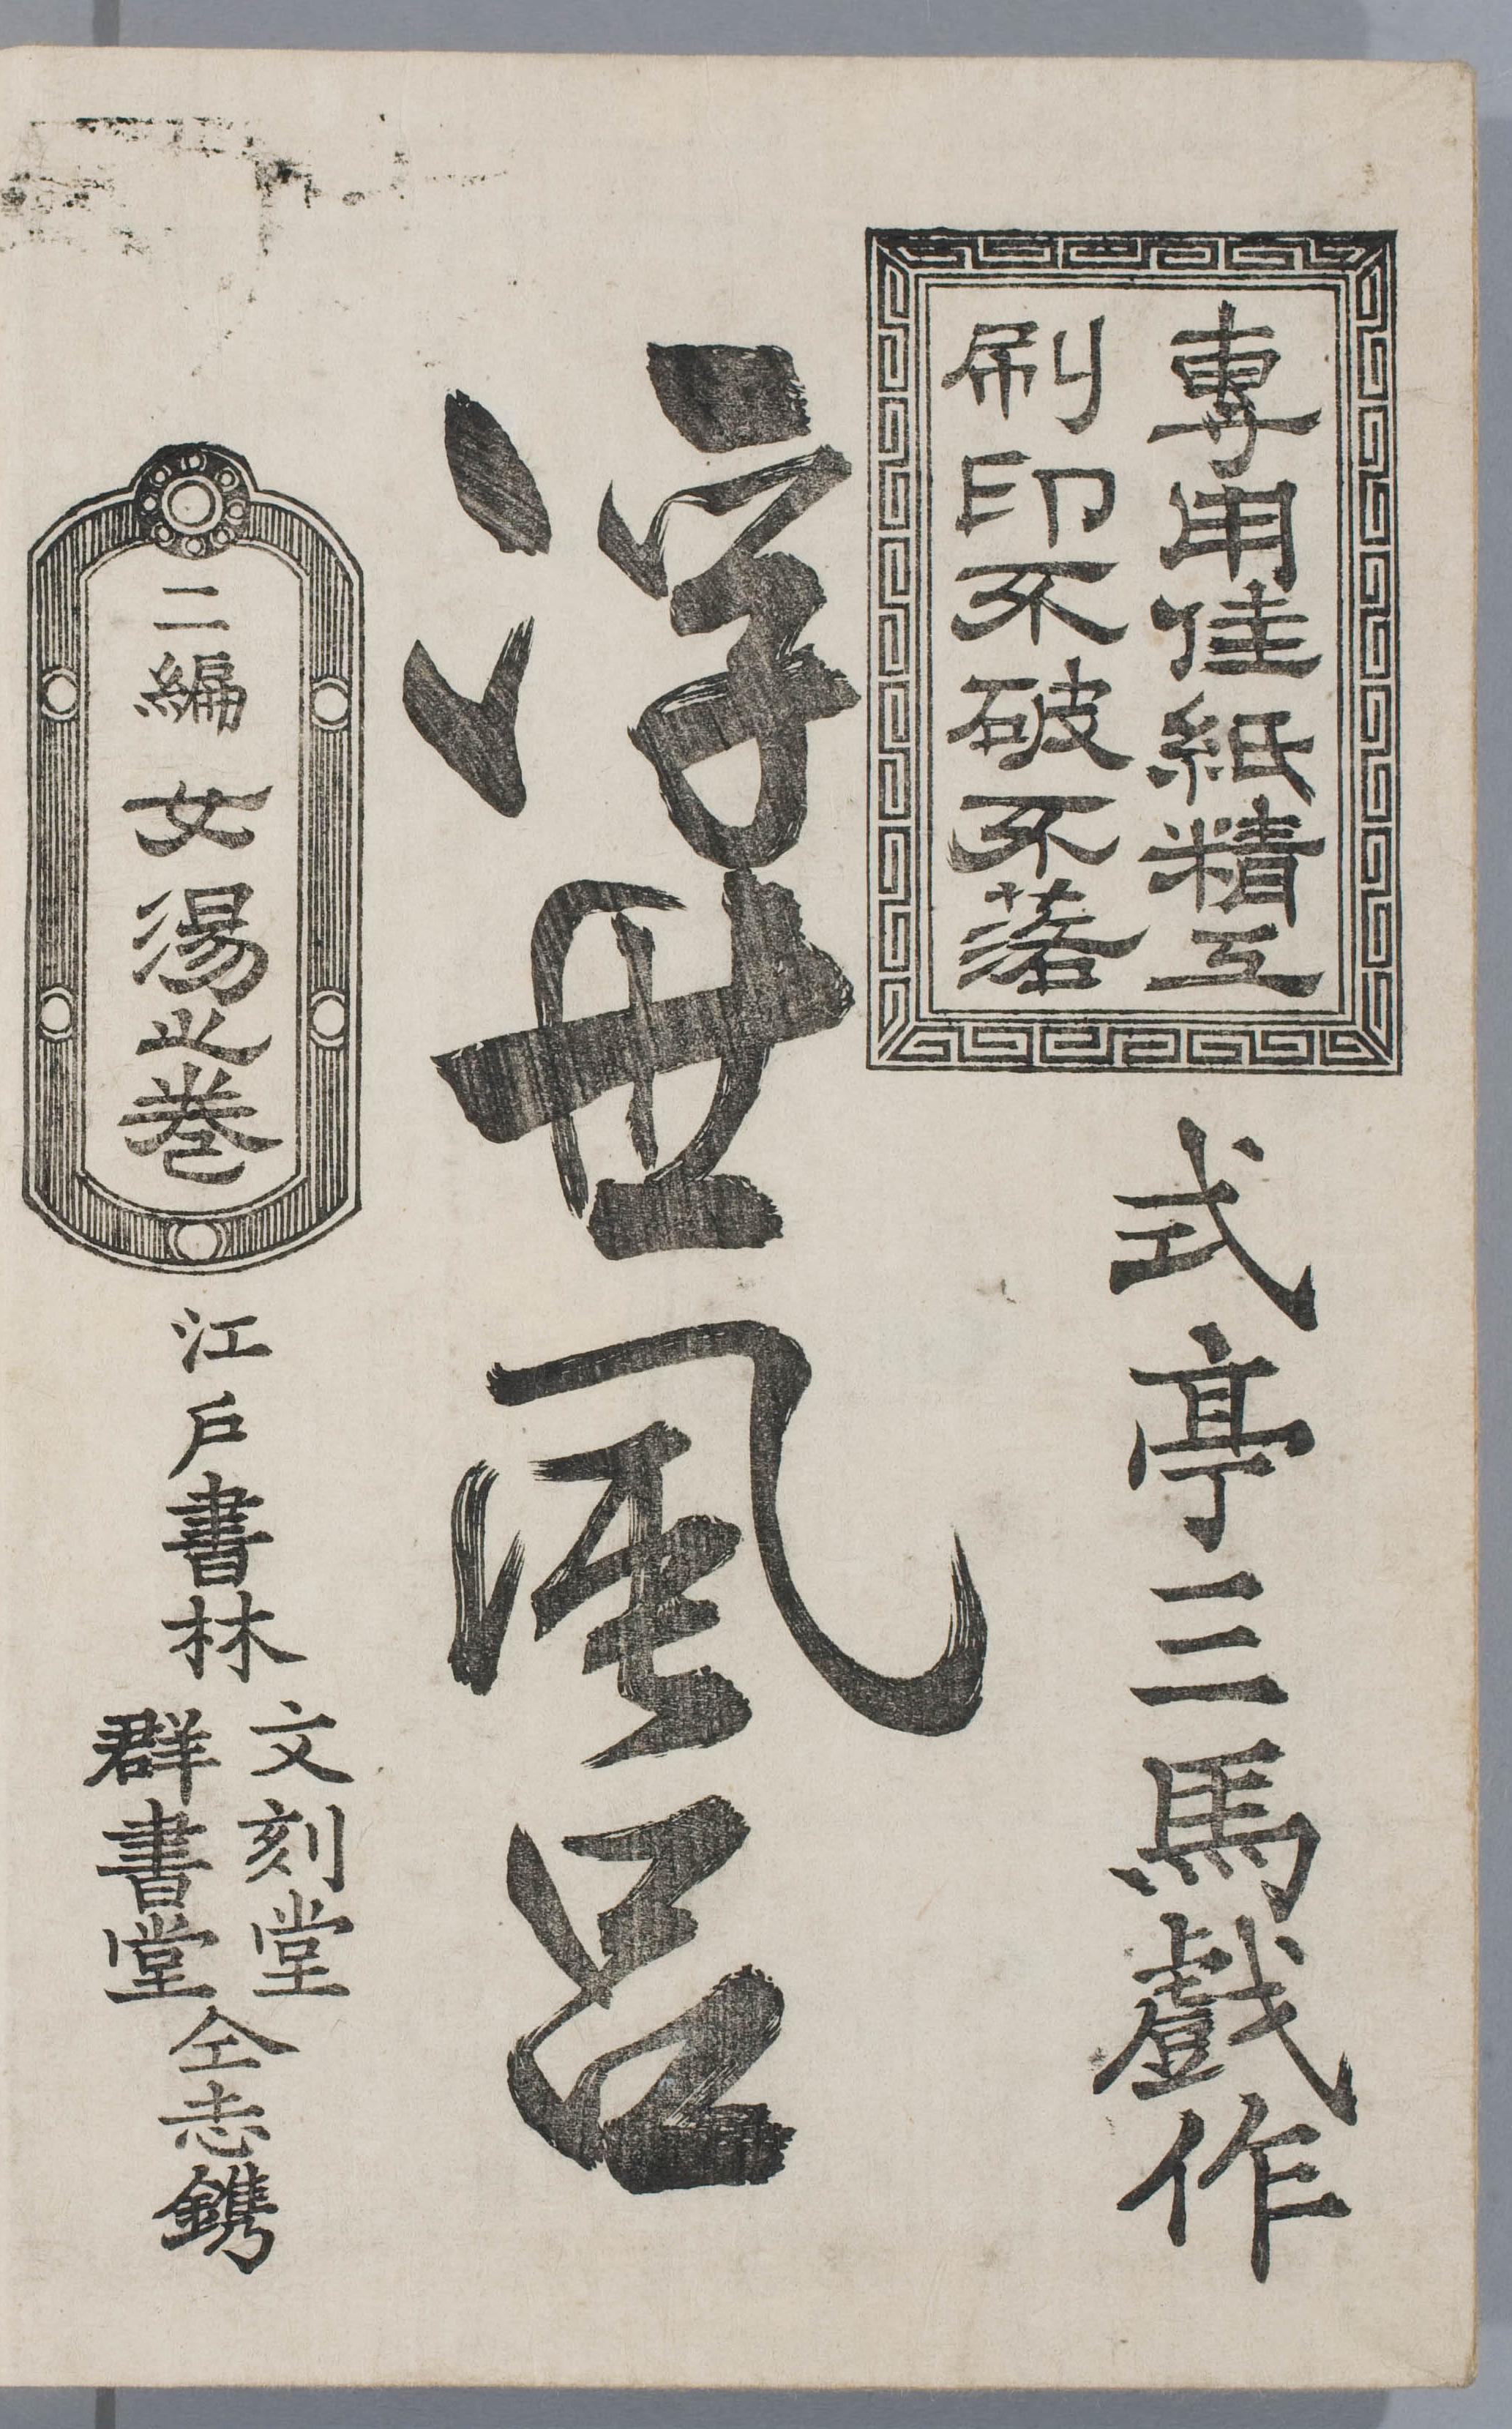 專用佳紙精工
刷印不破不落
式亭三馬戲作
浮世風呂
二編 女湯之巻
江戸書林
文刻堂
群書堂
仝志鐫